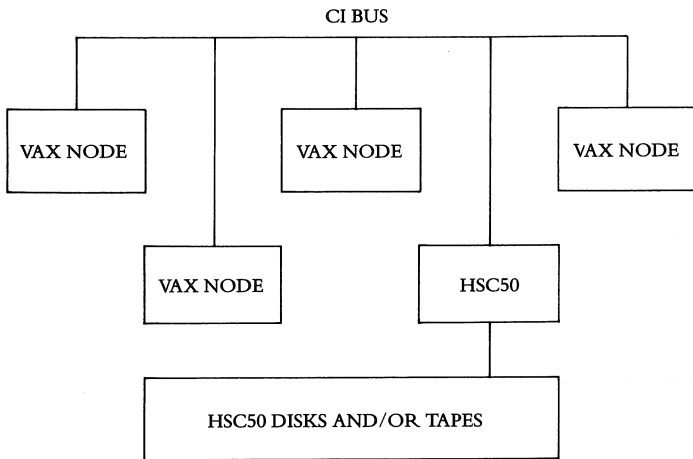 CI BUS
VAX NODE
VAX NODE
VAX NODE
VAX NODE
HSC50
HSC50 DISKS AND/OR TAPES